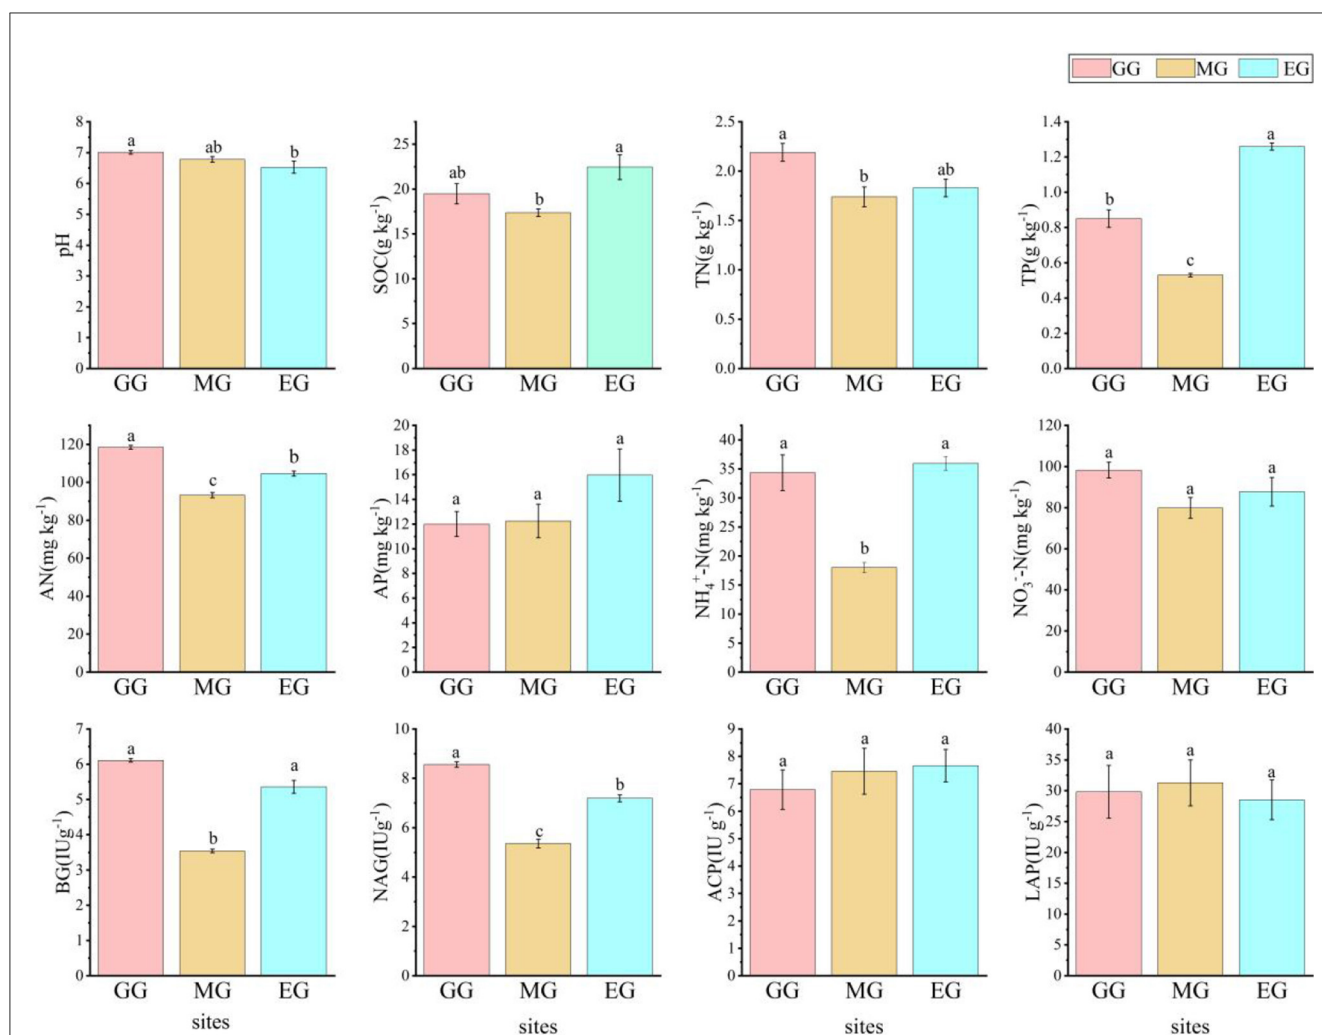 GG MG EG
pH
8
7
6
5
4
3
2
1
0
a ab b
GG MG EG
SOC(g kg⁻¹)
25
20
15
10
5
0
ab b a
GG MG EG
TN(g kg⁻¹)
2.5
2.0
1.5
1.0
0.5
0.0
a b ab
GG MG EG
TP(g kg⁻¹)
1.4
1.2
1.0
0.8
0.6
0.4
0.2
0.0
b c a
GG MG EG
AN(mg kg⁻¹)
120
100
80
60
40
20
0
a c b
GG MG EG
AP(mg kg⁻¹)
20
18
16
14
12
10
8
6
4
2
0
a a a
GG MG EG
NH₄⁺-N(mg kg⁻¹)
40
35
30
25
20
15
10
5
0
a b a
GG MG EG
NO₃⁻-N(mg kg⁻¹)
120
100
80
60
40
20
0
a a a
GG MG EG
BG(IUg⁻¹)
7
6
5
4
3
2
1
0
a b a
GG MG EG
sites
NAG(IUg⁻¹)
10
8
6
4
2
0
a c b
GG MG EG
sites
ACP(IU g⁻¹)
9
8
7
6
5
4
3
2
1
0
a a a
GG MG EG
sites
LAP(IU g⁻¹)
40
35
30
25
20
15
10
5
0
a a a
GG MG EG
sites